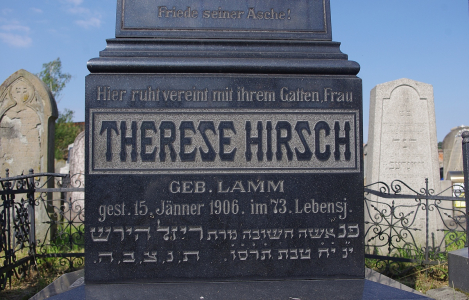 Friede seiner Asche!
Hier ruht vereint mit ihrem Gatten, Frau
THERESE HIRSCH
GEB. LAMM
gest. 15. Jänner 1906. im 73. Lebensj.
פנ״ אשה חשובה מרת ריזל הירש
י״נ י״ח טבת תרס״ו ת. נ. צ. ב. ה.